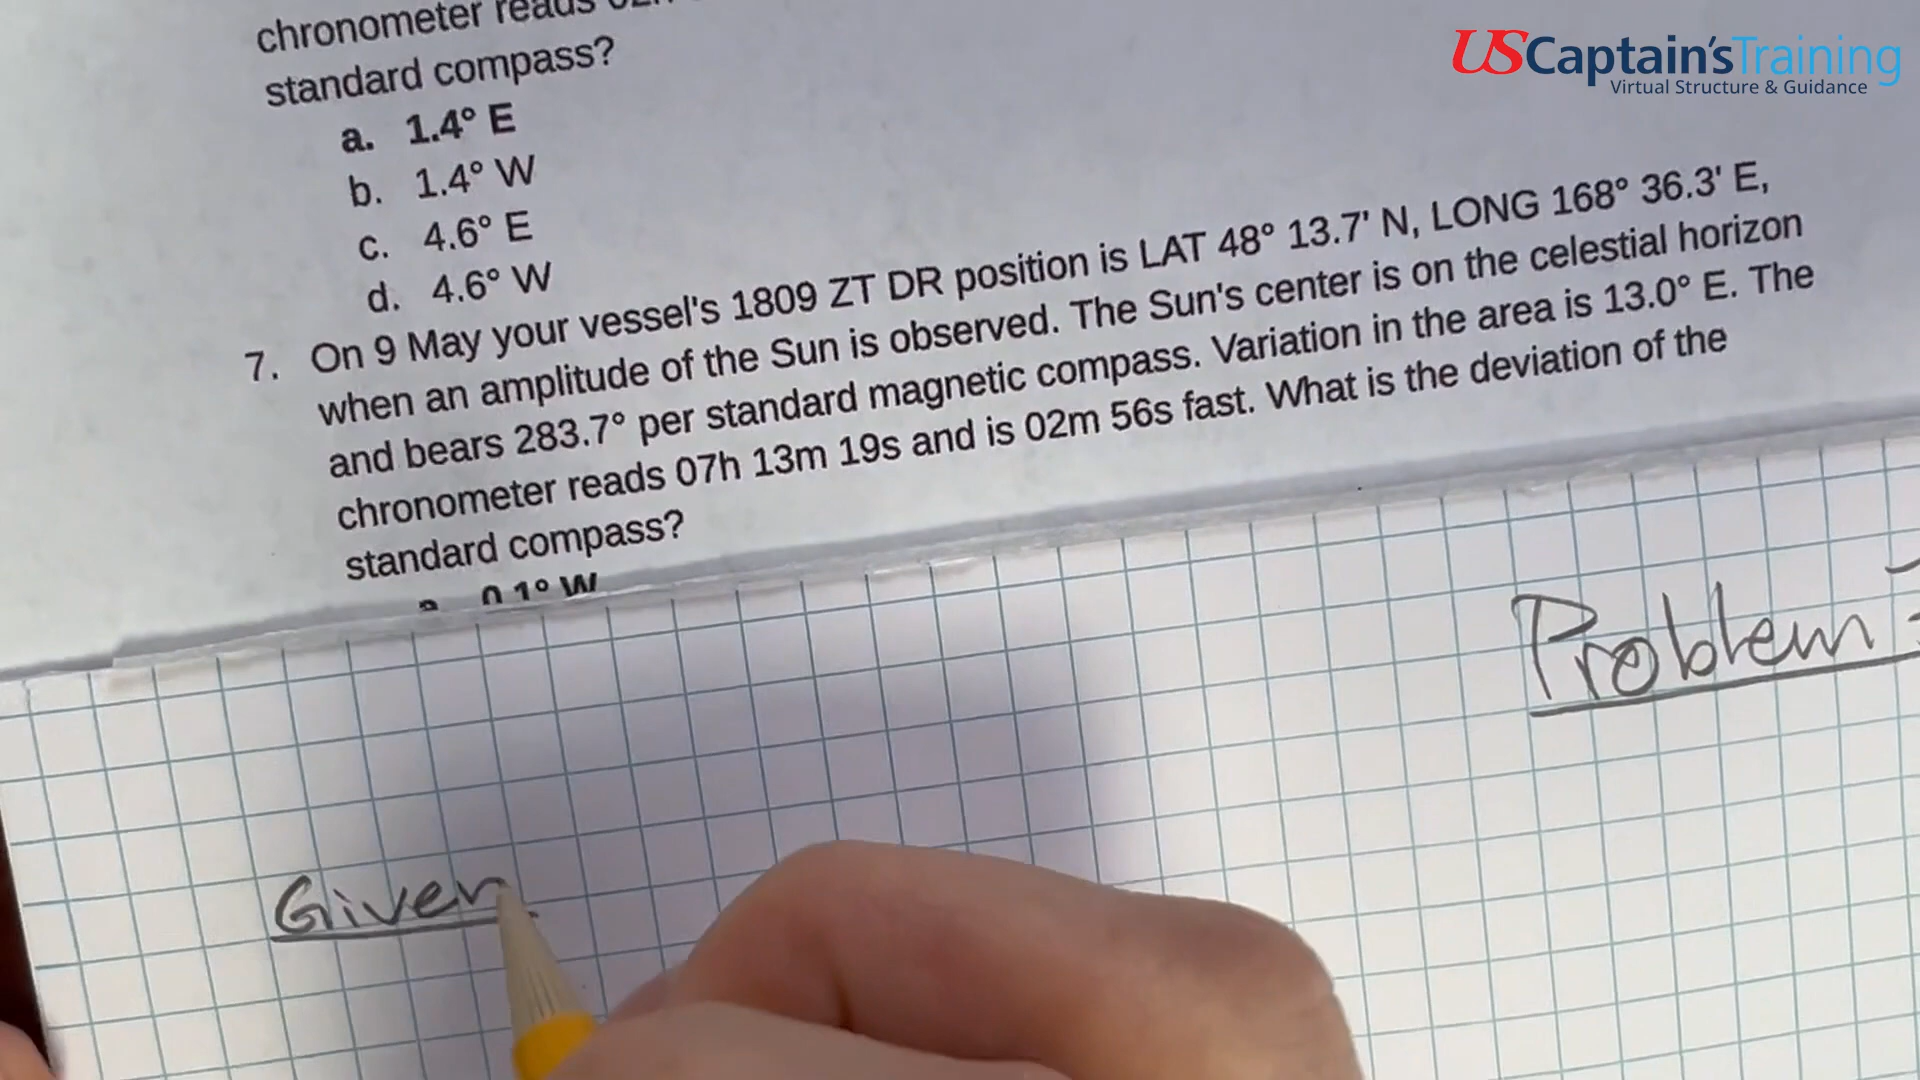 chronometer reads
standard compass?
a. 1.4° E
b. 1.4° W
c. 4.6° E
d. 4.6° W
7. On 9 May your vessel's 1809 ZT DR position is LAT 48° 13.7' N, LONG 168° 36.3' E,
when an amplitude of the Sun is observed. The Sun's center is on the celestial horizon
and bears 283.7° per standard magnetic compass. Variation in the area is 13.0° E. The
chronometer reads 07h 13m 19s and is 02m 56s fast. What is the deviation of the
standard compass?
a. 0.1° W
USCaptain'sTraining
Virtual Structure & Guidance
Problem
Given